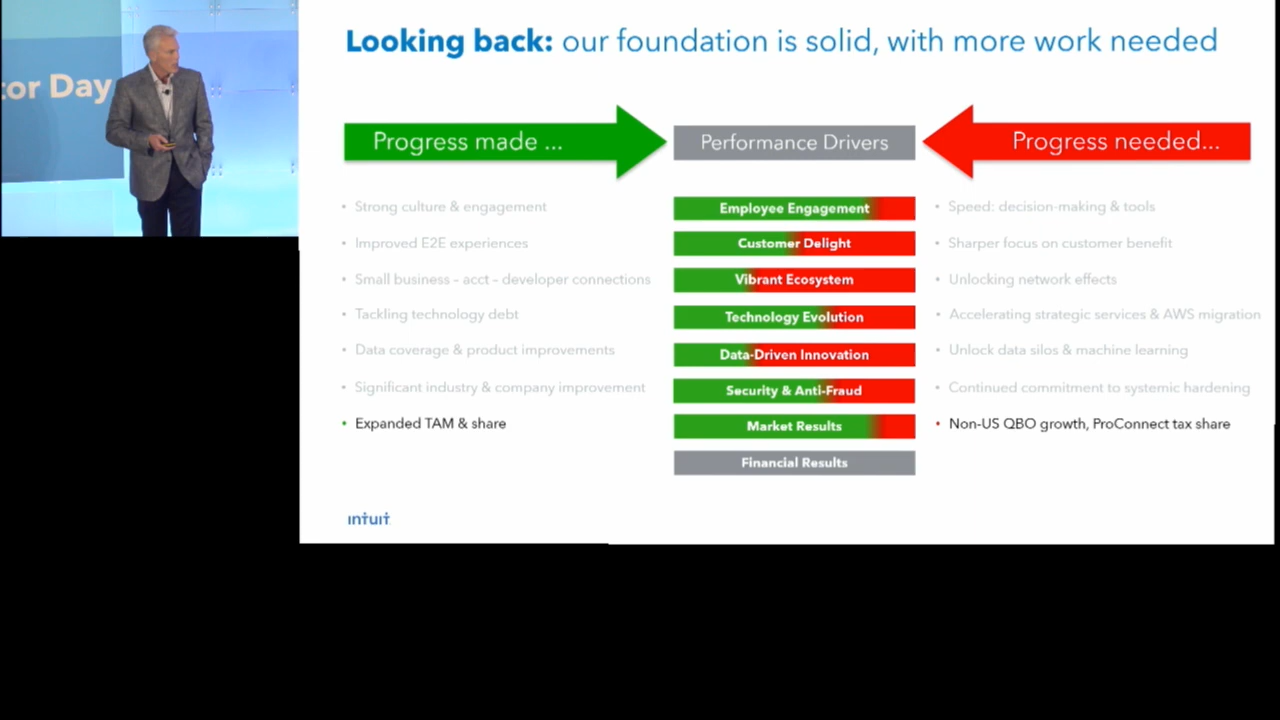 tor Day
Looking back: our foundation is solid, with more work needed
Progress made ...
Performance Drivers
Progress needed...
• Strong culture & engagement
Employee Engagement
• Speed: decision-making & tools
• Improved E2E experiences
Customer Delight
• Sharper focus on customer benefit
• Small business – acct – developer connections
Vibrant Ecosystem
• Unlocking network effects
• Tackling technology debt
Technology Evolution
• Accelerating strategic services & AWS migration
• Data coverage & product improvements
Data-Driven Innovation
• Unlock data silos & machine learning
• Significant industry & company improvement
Security & Anti-Fraud
• Continued commitment to systemic hardening
• Expanded TAM & share
Market Results
• Non-US QBO growth, ProConnect tax share
Financial Results
intuit